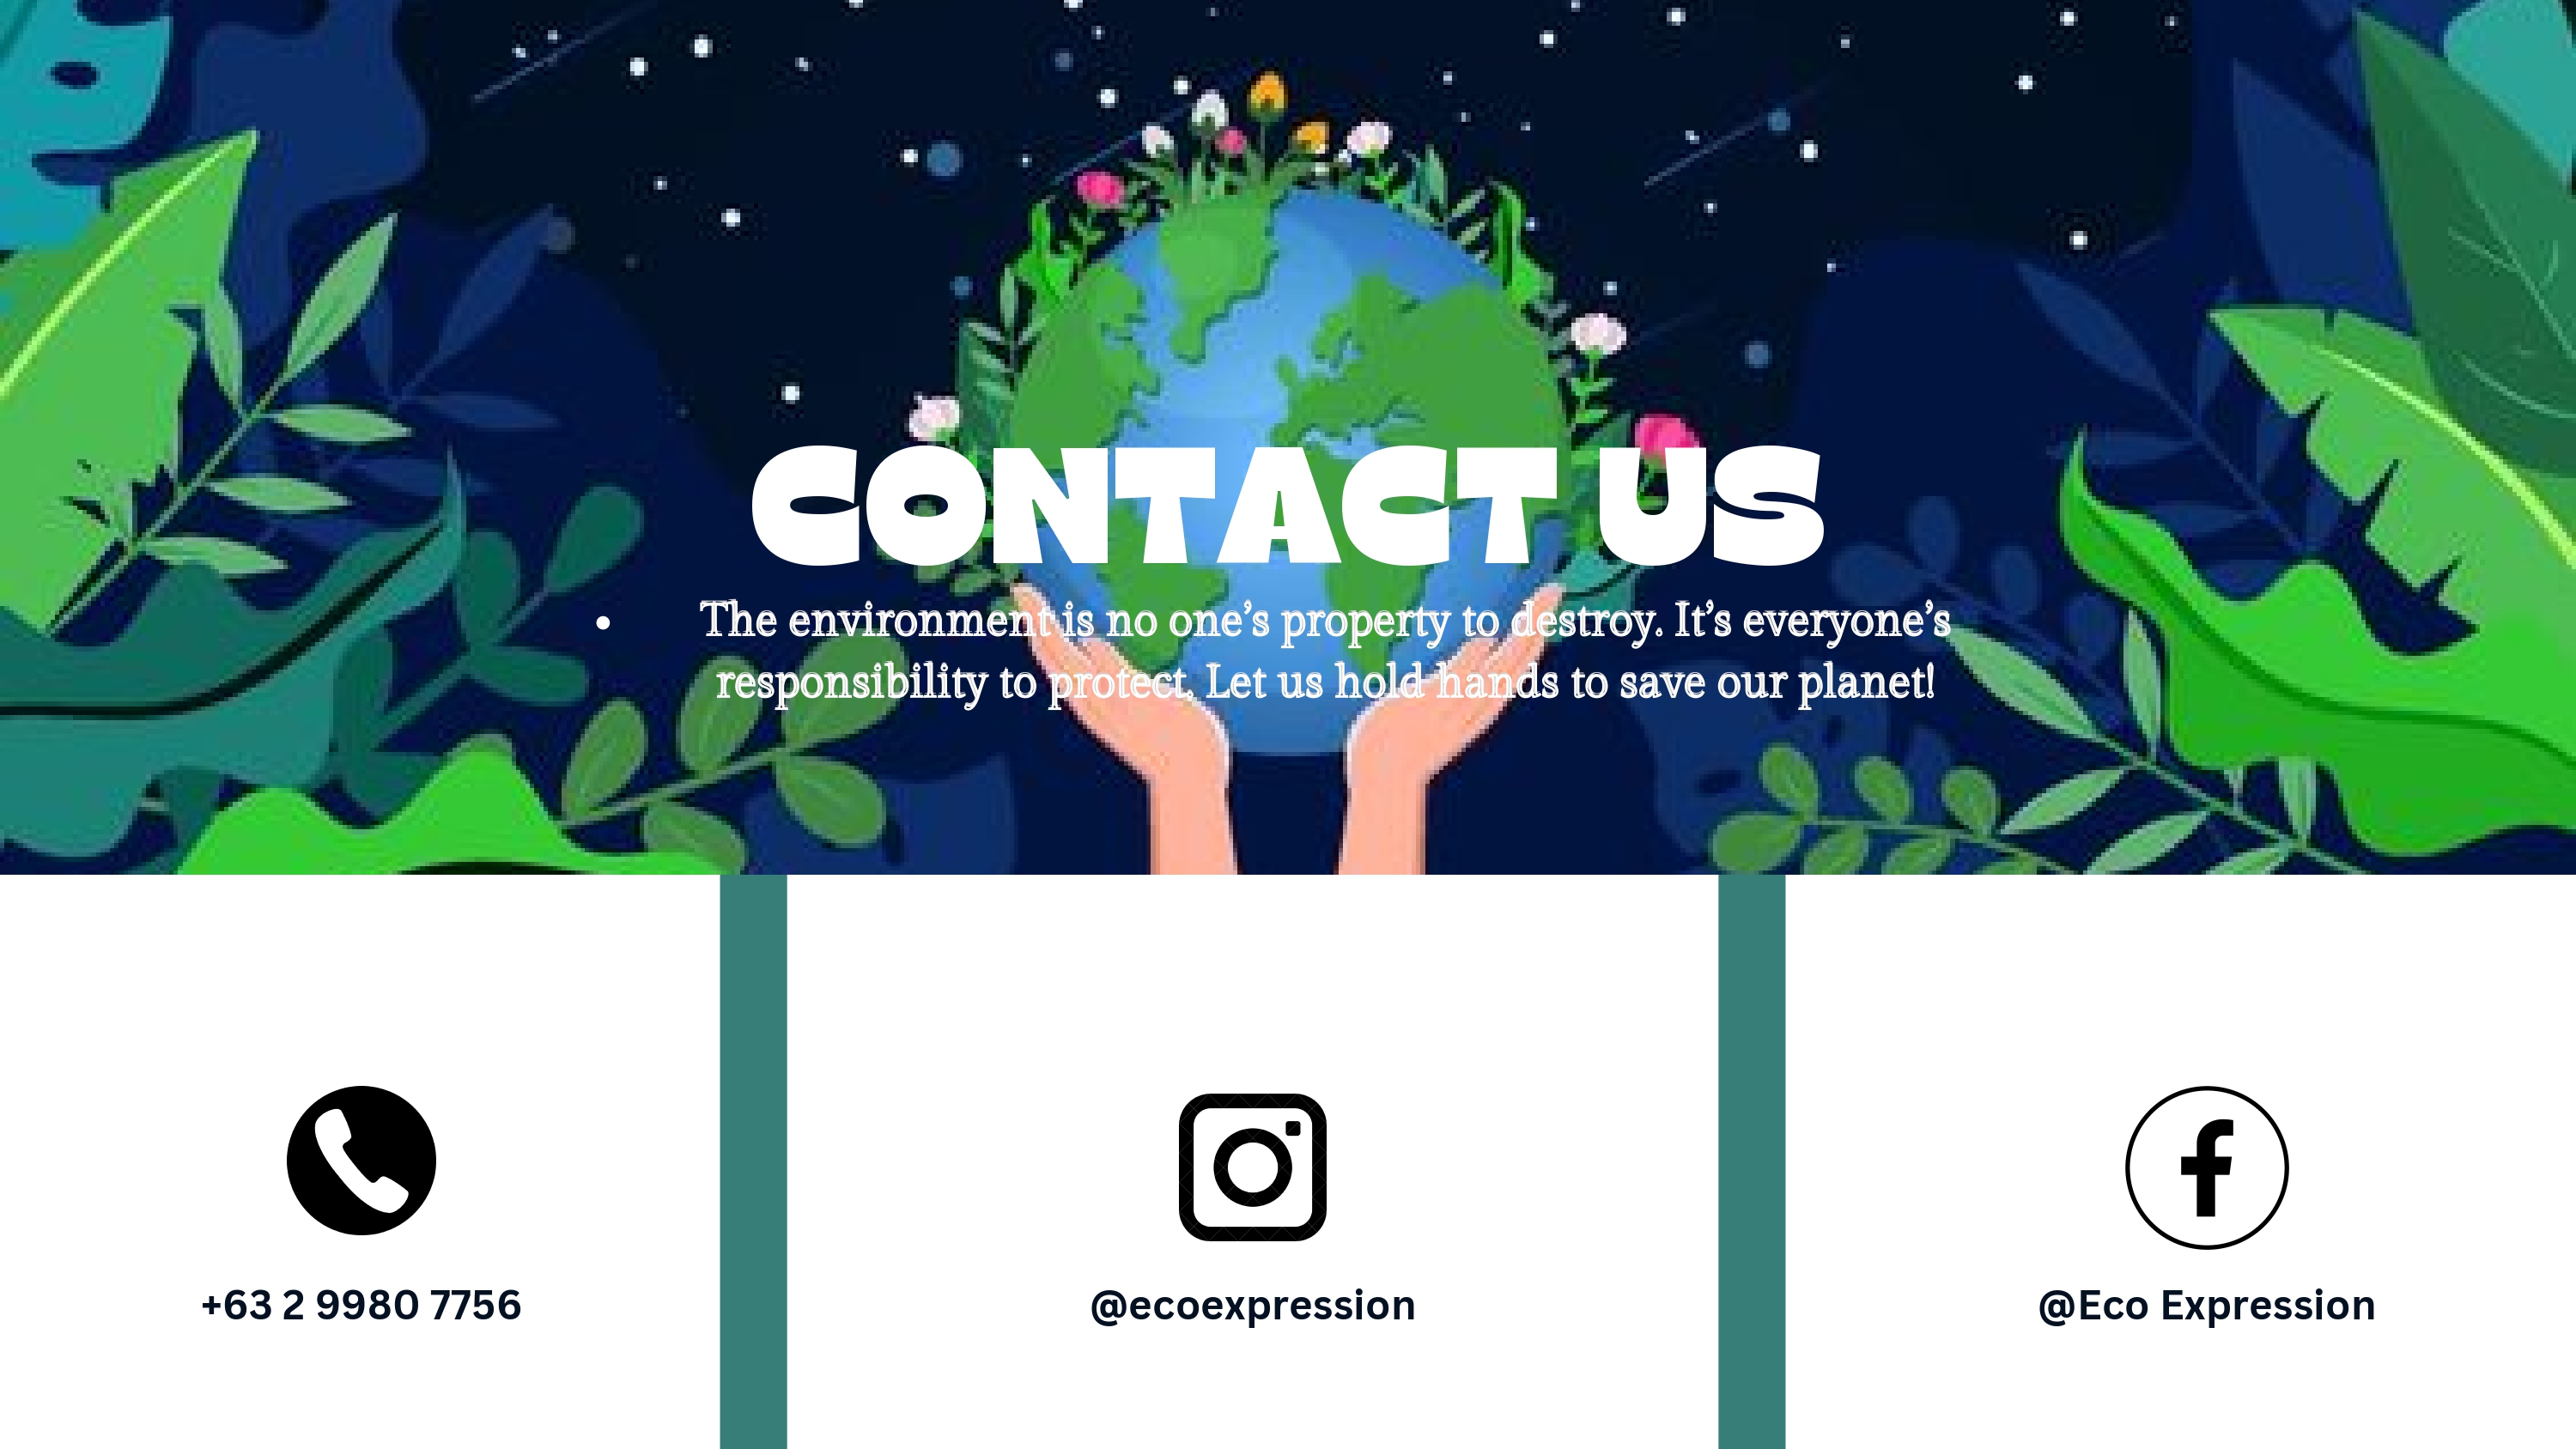 CONTACT US
• The environment is no one’s property to destroy. It’s everyone’s
responsibility to protect. Let us hold hands to save our planet!
+63 2 9980 7756
@ecoexpression
@Eco Expression